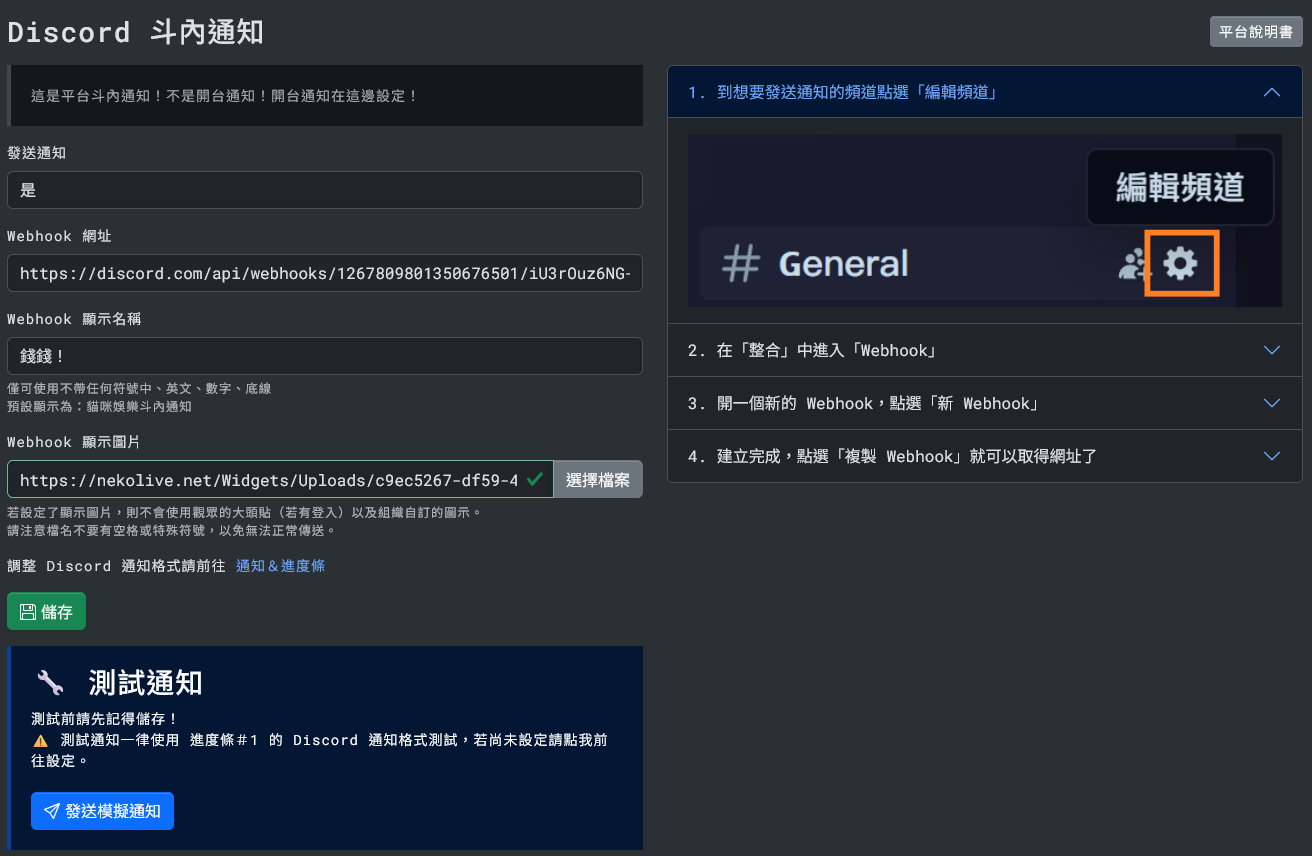 Discord 斗內通知
平台說明書
這是平台斗內通知！不是開台通知！開台通知在這邊設定！
發送通知
是
Webhook 網址
https://discord.com/api/webhooks/1267809801350676501/iU3rOuz6NG-
Webhook 顯示名稱
錢錢！
僅可使用不帶任何符號中、英文、數字、底線
預設顯示為：貓咪娛樂斗內通知
Webhook 顯示圖片
https://nekolive.net/Widgets/Uploads/c9ec5267-df59-4
選擇檔案
若設定了顯示圖片，則不會使用觀眾的大頭貼（若有登入）以及組織自訂的圖示。
請注意檔名不要有空格或特殊符號，以免無法正常傳送。
調整 Discord 通知格式請前往 通知＆進度條
儲存
測試通知
測試前請先記得儲存！
測試通知一律使用 進度條＃1 的 Discord 通知格式測試，若尚未設定請點我前
往設定。
發送模擬通知
1. 到想要發送通知的頻道點選「編輯頻道」
編輯頻道
# General
2. 在「整合」中進入「Webhook」
3. 開一個新的 Webhook，點選「新 Webhook」
4. 建立完成，點選「複製 Webhook」就可以取得網址了